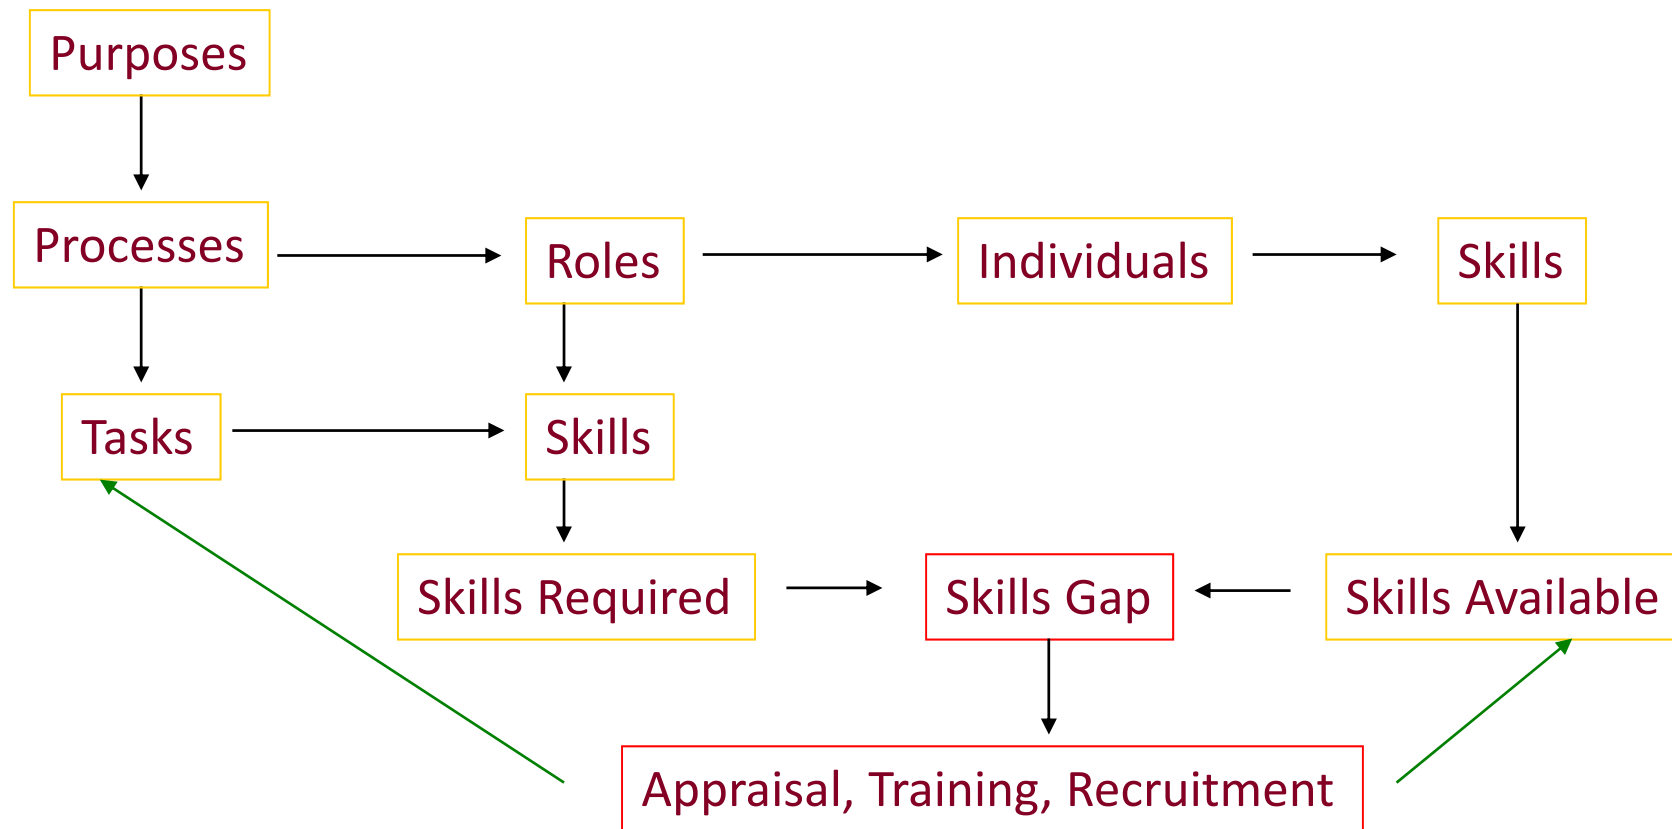 Purposes
Processes
Roles
Individuals
Skills
Tasks
Skills
Skills Required
Skills Gap
Skills Available
Appraisal, Training, Recruitment